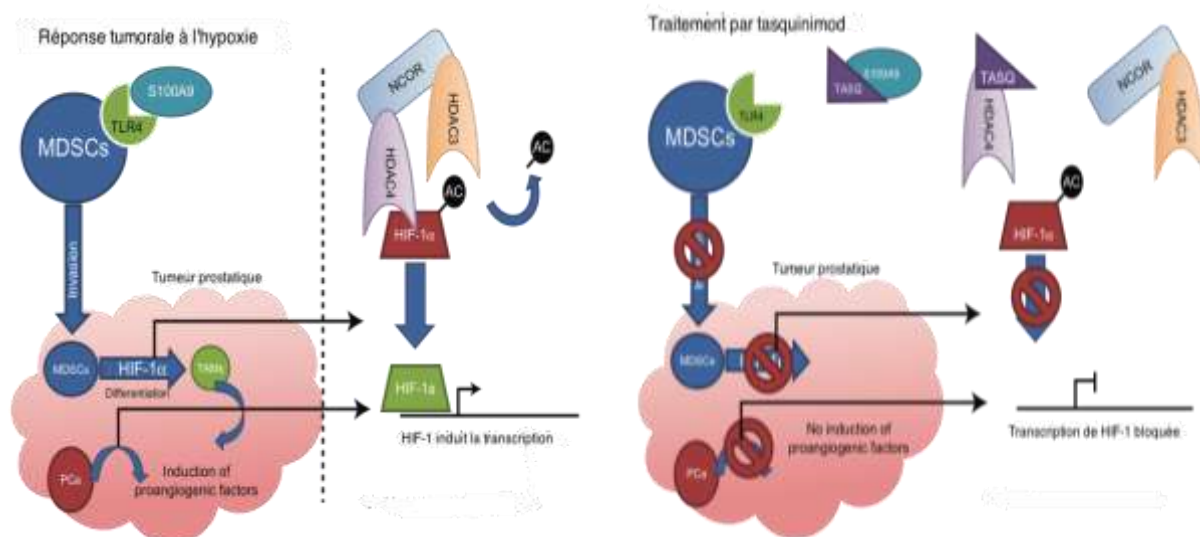 Réponse tumorale à l'hypoxie
S100A9
TLR4
MDSCs
Invasion
Tumeur prostatique
MDSCs
HIF-1α
TAMs
Differentiation
PCa
Induction of
proangiogenic factors
NCOR
HDAC3
HDAC4
AC
AC
HIF-1α
HIF-1α
HIF-1 induit la transcription
Traitement par tasquinimod
TLR4
MDSCs
TASQ
S100A9
TASQ
HDAC4
NCOR
HDAC3
AC
HIF-1α
Tumeur prostatique
MDSCs
PCa
No induction of
proangiogenic factors
Transcription de HIF-1 bloquée